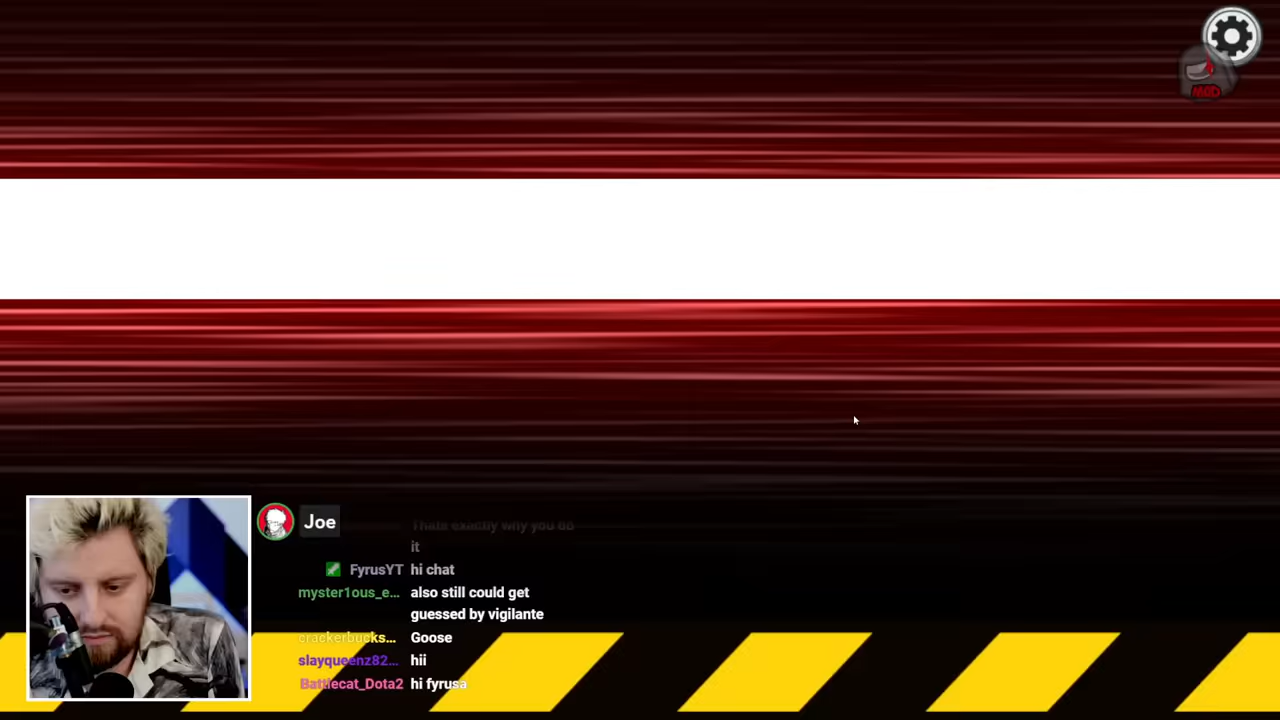 MOD
Joe
Thats exactly why you do
it
FyrusYT hi chat
myster1ous_e... also still could get
guessed by vigilante
crackerbucks... Goose
slayqueenz82... hii
Battlecat_Dota2 hi fyrusa